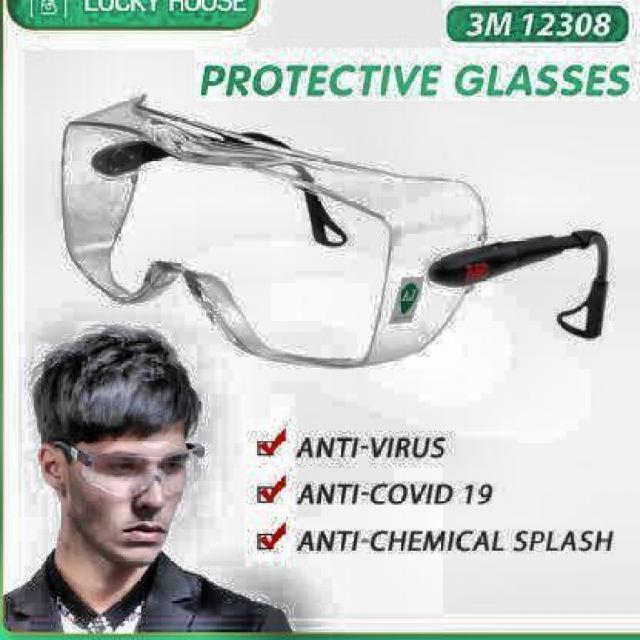 LUCKY HOUSE
3M 12308
PROTECTIVE GLASSES
ANTI-VIRUS
ANTI-COVID 19
ANTI-CHEMICAL SPLASH